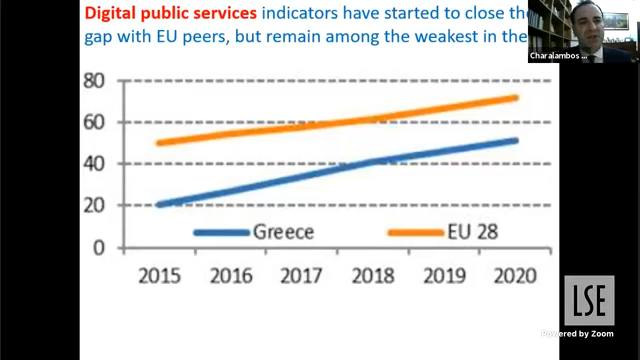 Digital public services indicators have started to close the
gap with EU peers, but remain among the weakest in the
Charalambos ...
80
60
40
20
0
Greece
EU 28
2015 2016 2017 2018 2019 2020
LSE
Powered by Zoom